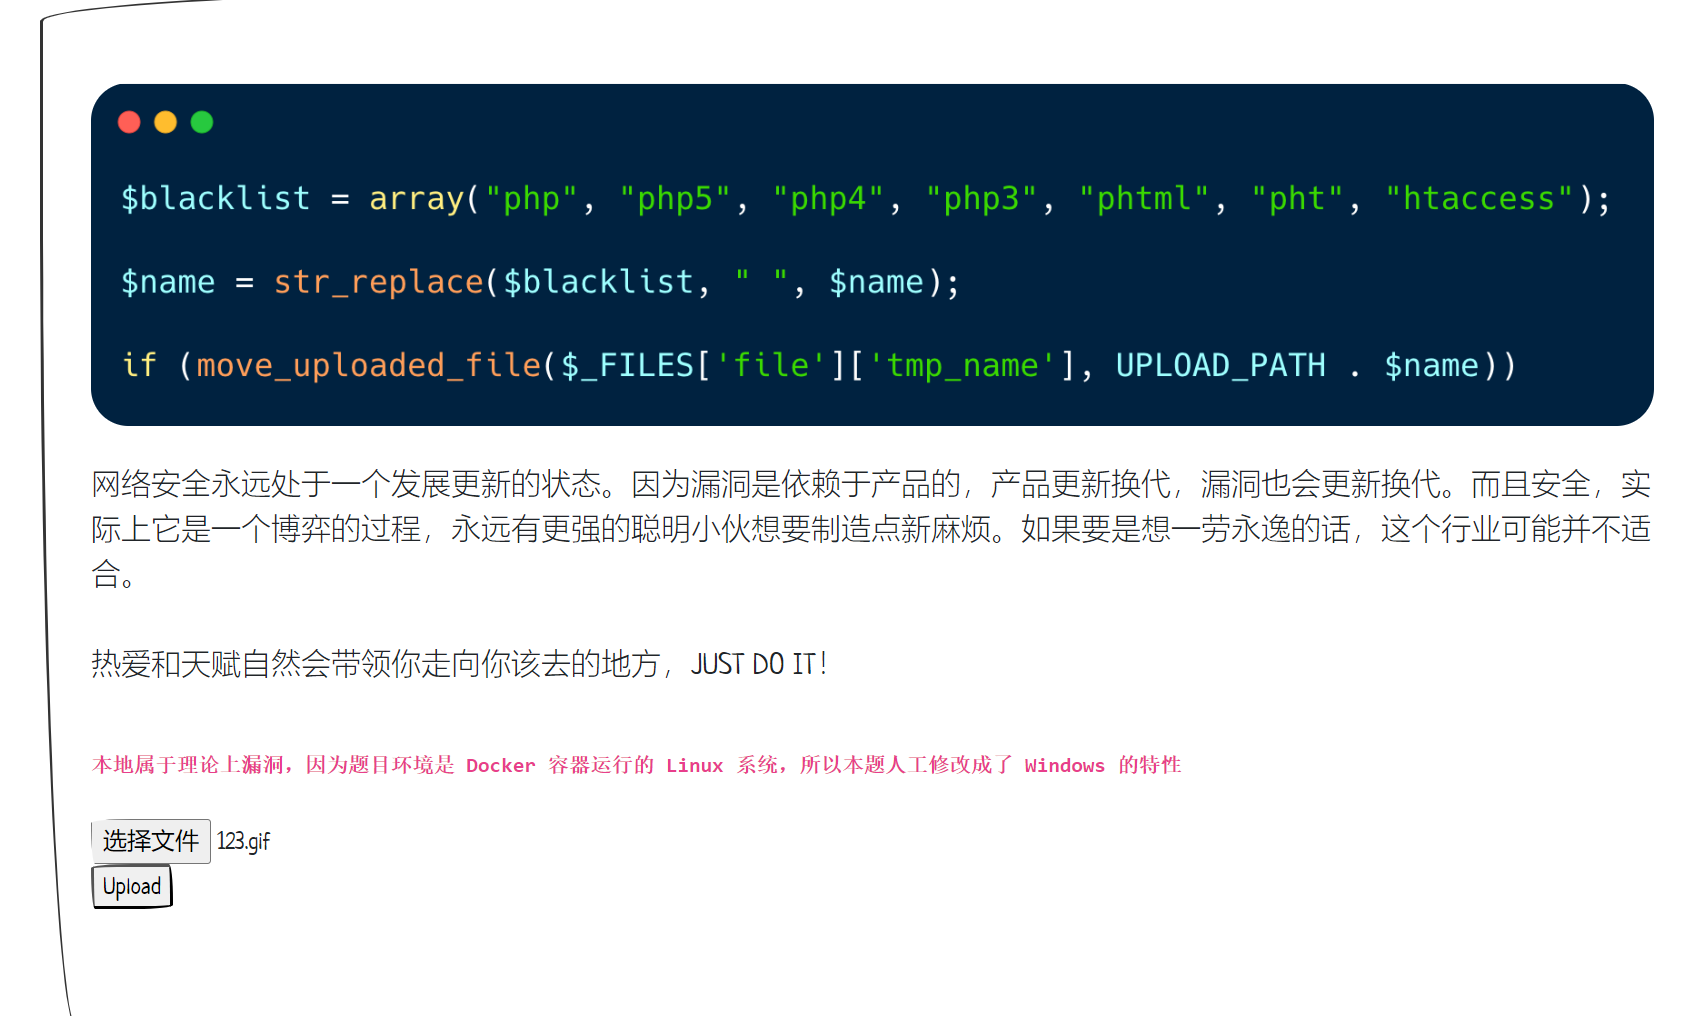 $blacklist = array("php", "php5", "php4", "php3", "phtml", "pht", "htaccess");
$name = str_replace($blacklist, " ", $name);
if (move_uploaded_file($_FILES['file']['tmp_name'], UPLOAD_PATH . $name))
网络安全永远处于一个发展更新的状态。因为漏洞是依赖于产品的，产品更新换代，漏洞也会更新换代。而且安全，实
际上它是一个博弈的过程，永远有更强的聪明小伙想要制造点新麻烦。如果要是想一劳永逸的话，这个行业可能并不适
合。
热爱和天赋自然会带领你走向你该去的地方，JUST DO IT!
本地属于理论上漏洞，因为题目环境是 Docker 容器运行的 Linux 系统，所以本题人工修改成了 Windows 的特性
选择文件 123.gif
Upload